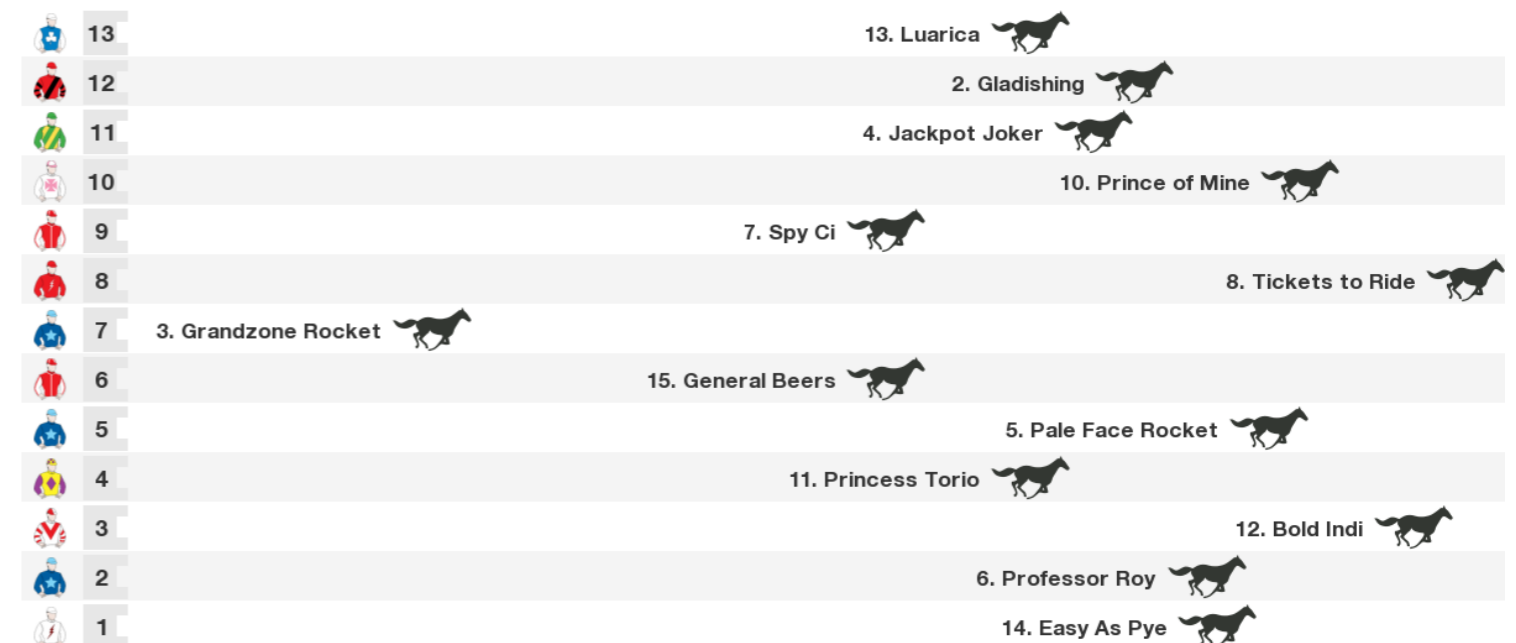 13 13. Luarica
12 2. Gladishing
11 4. Jackpot Joker
10 10. Prince of Mine
9 7. Spy Ci
8 8. Tickets to Ride
7 3. Grandzone Rocket
6 15. General Beers
5 5. Pale Face Rocket
4 11. Princess Torio
3 12. Bold Indi
2 6. Professor Roy
1 14. Easy As Pye